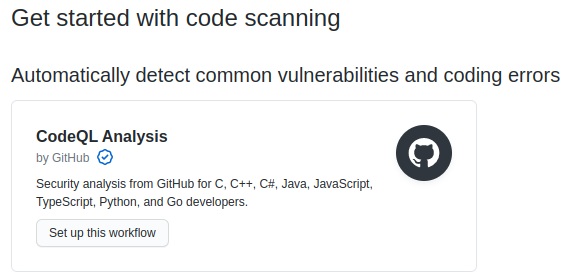 Get started with code scanning
Automatically detect common vulnerabilities and coding errors
CodeQL Analysis
by GitHub
Security analysis from GitHub for C, C++, C#, Java, JavaScript,
TypeScript, Python, and Go developers.
Set up this workflow